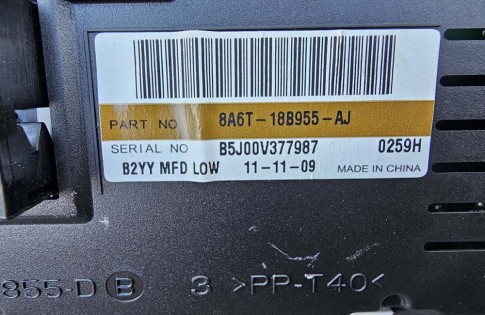 PART NO 8A6T-18B955-AJ
SERIAL NO B5J00V377987 0259H
B2YY MFD LOW 11-11-09 MADE IN CHINA
855-D B 3 >PP-T40<